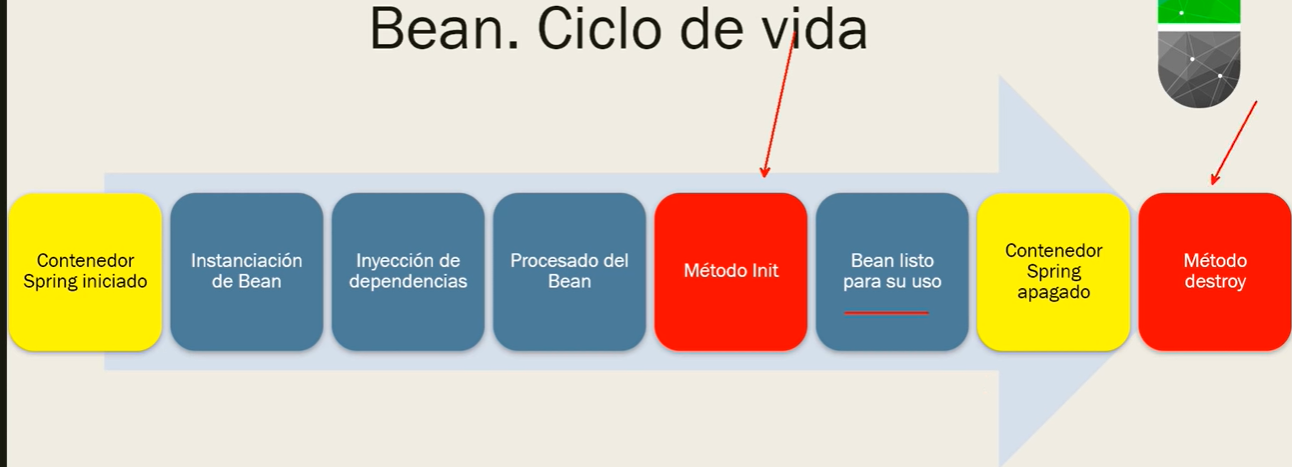 Bean. Ciclo de vida
Contenedor
Spring iniciado
Instanciación
de Bean
Inyección de
dependencias
Procesado del
Bean
Método Init
Bean listo
para su uso
Contenedor
Spring
apagado
Método
destroy